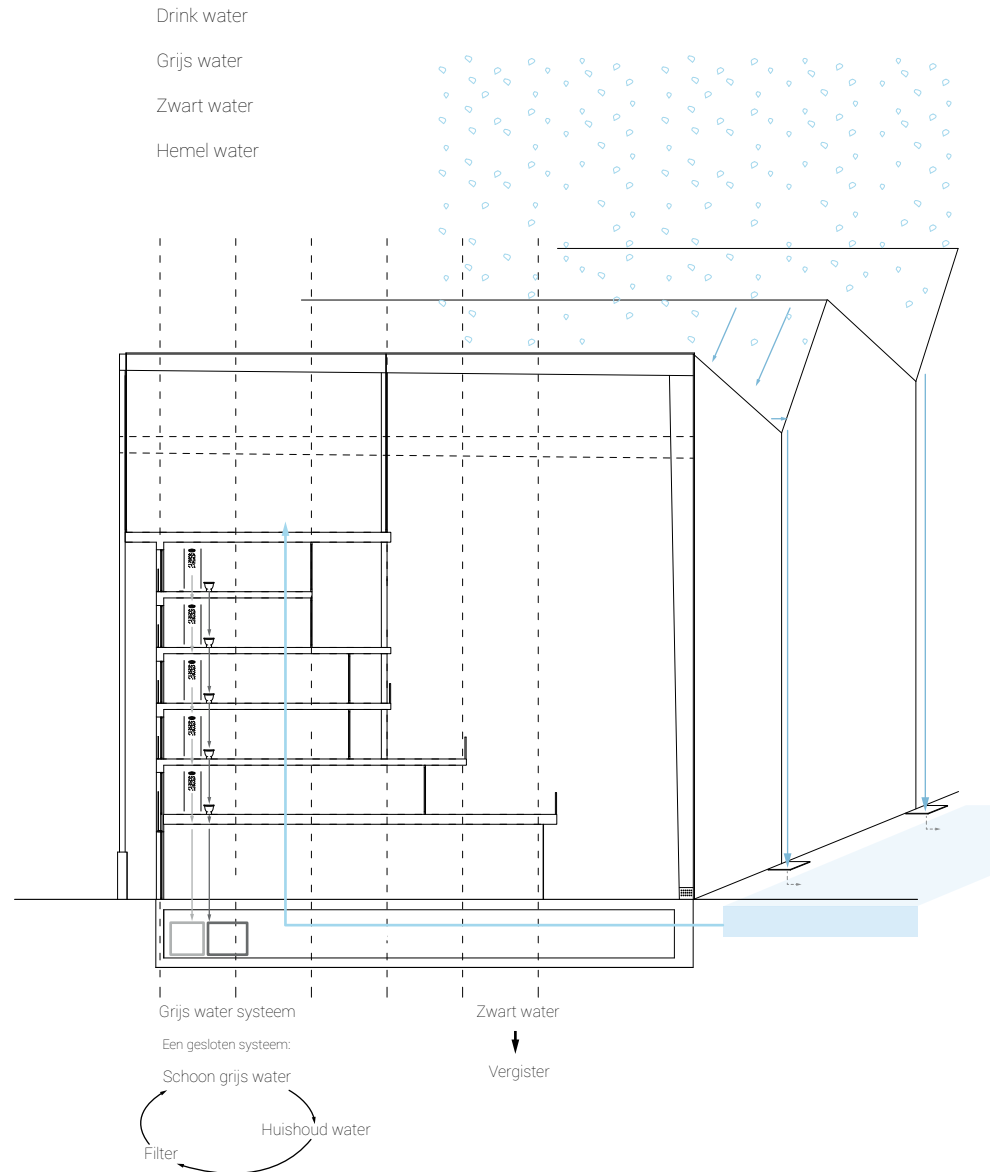 Drink water
Grijs water
Zwart water
Hemel water
Grijs water systeem
Een gesloten systeem:
Schoon grijs water
Huishoud water
Filter
Zwart water
Vergister